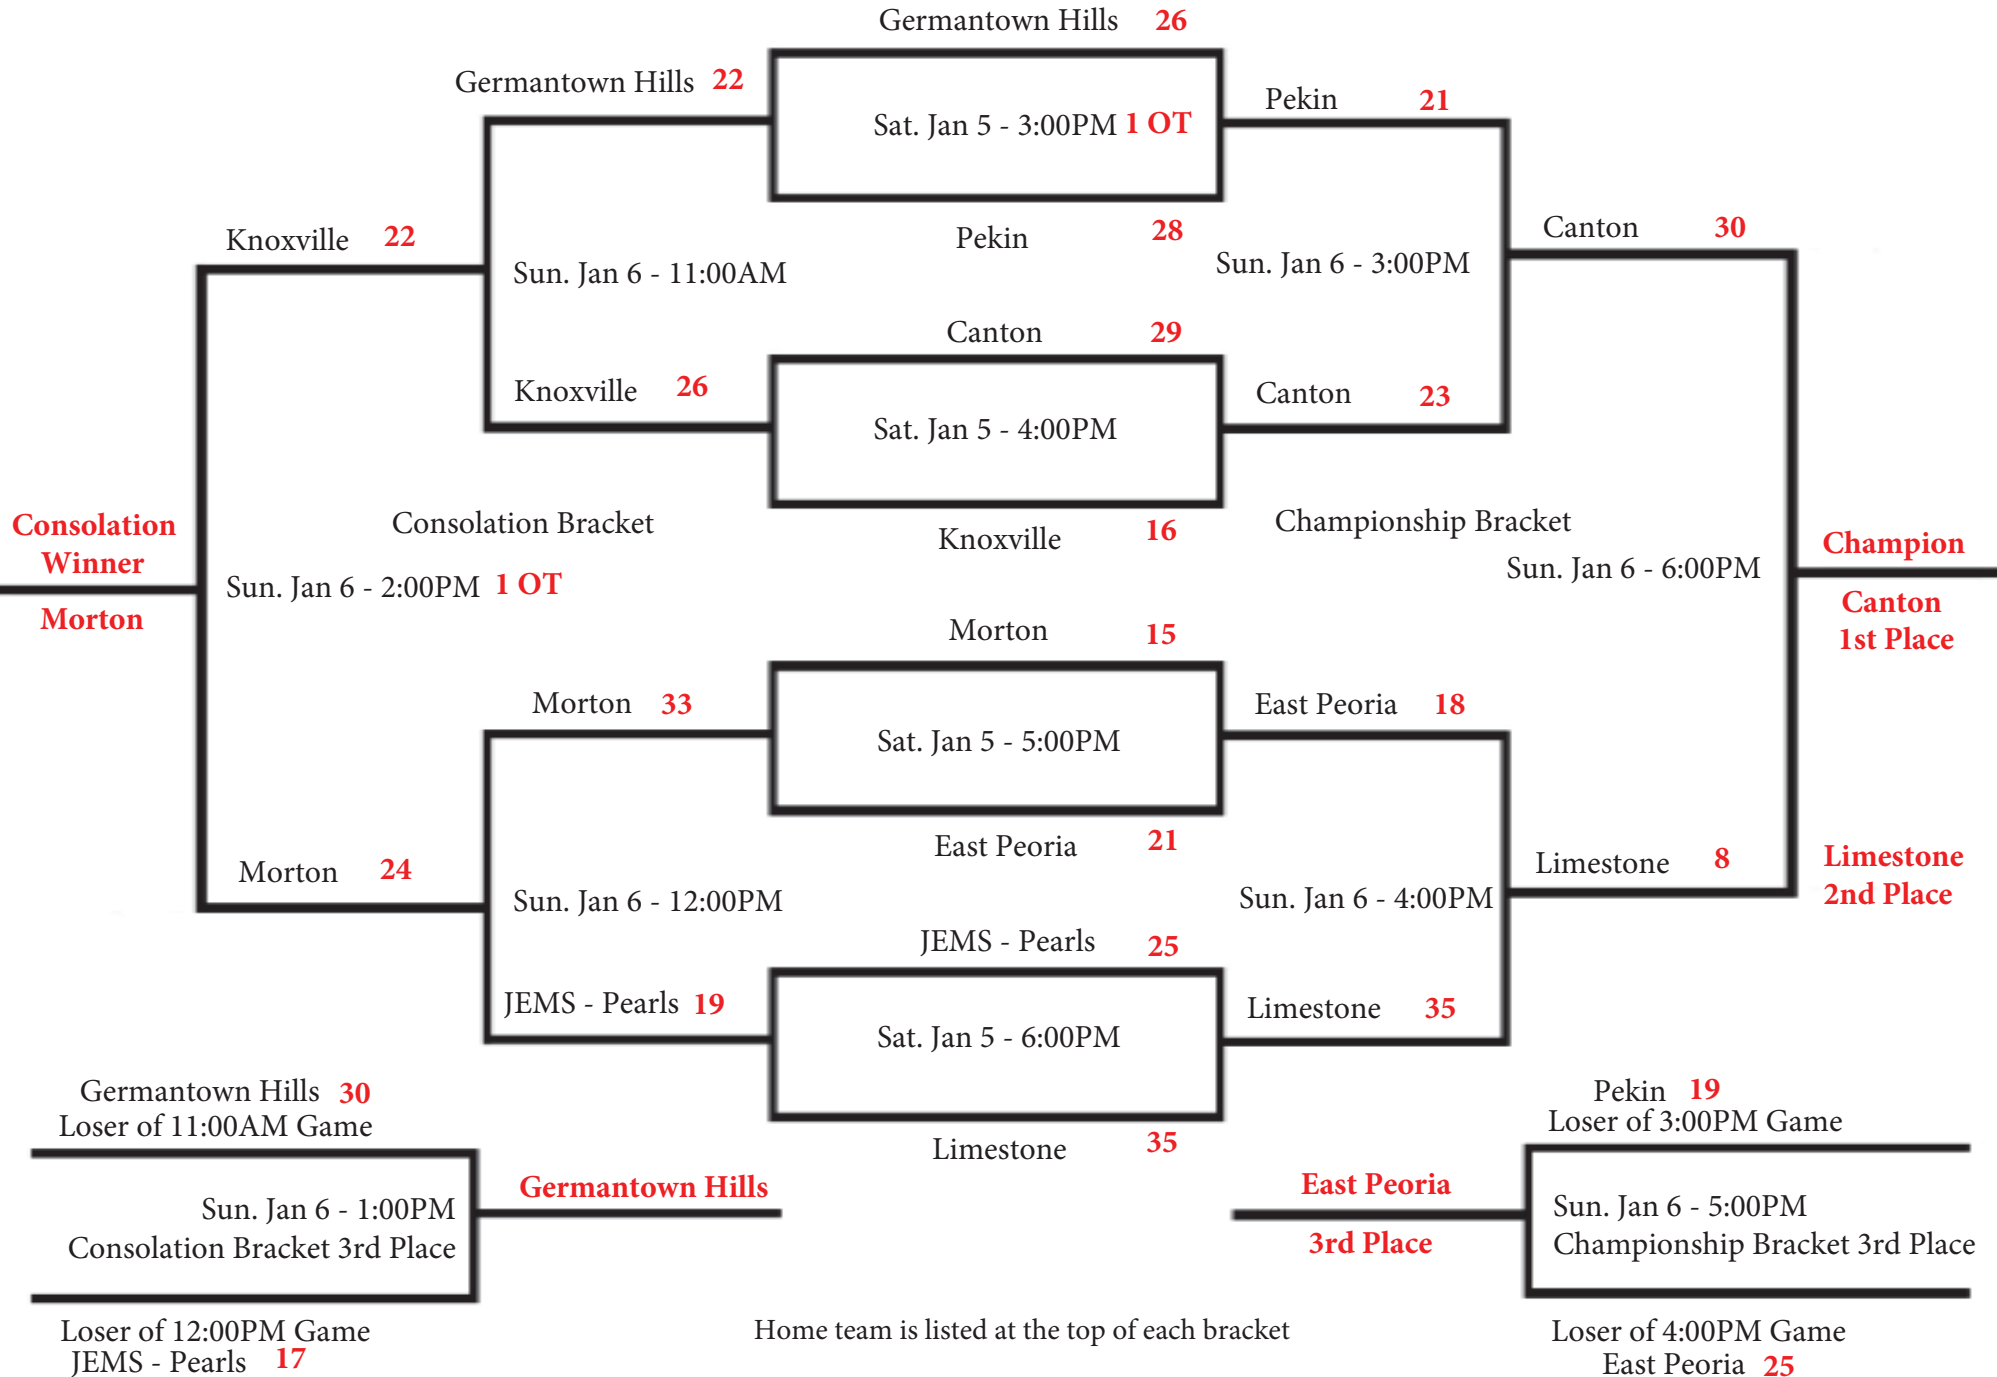 Germantown Hills 26
Germantown Hills 22
Sat. Jan 5 - 3:00PM 1 OT
Pekin 21
Pekin 28
Knoxville 22
Sun. Jan 6 - 11:00AM
Sun. Jan 6 - 3:00PM
Canton 30
Canton 29
Knoxville 26
Sat. Jan 5 - 4:00PM
Canton 23
Knoxville 16
Consolation
Winner
Morton
Consolation Bracket
Sun. Jan 6 - 2:00PM 1 OT
Championship Bracket
Sun. Jan 6 - 6:00PM
Champion
Canton
1st Place
Morton 15
Morton 33
Sat. Jan 5 - 5:00PM
East Peoria 18
East Peoria 21
Morton 24
Sun. Jan 6 - 12:00PM
Sun. Jan 6 - 4:00PM
Limestone 8
Limestone
2nd Place
JEMS - Pearls 25
JEMS - Pearls 19
Sat. Jan 5 - 6:00PM
Limestone 35
Limestone 35
Germantown Hills 30
Loser of 11:00AM Game
Sun. Jan 6 - 1:00PM
Consolation Bracket 3rd Place
Germantown Hills
Loser of 12:00PM Game
JEMS - Pearls 17
Pekin 19
Loser of 3:00PM Game
East Peoria
3rd Place
Sun. Jan 6 - 5:00PM
Championship Bracket 3rd Place
Loser of 4:00PM Game
East Peoria 25
Home team is listed at the top of each bracket